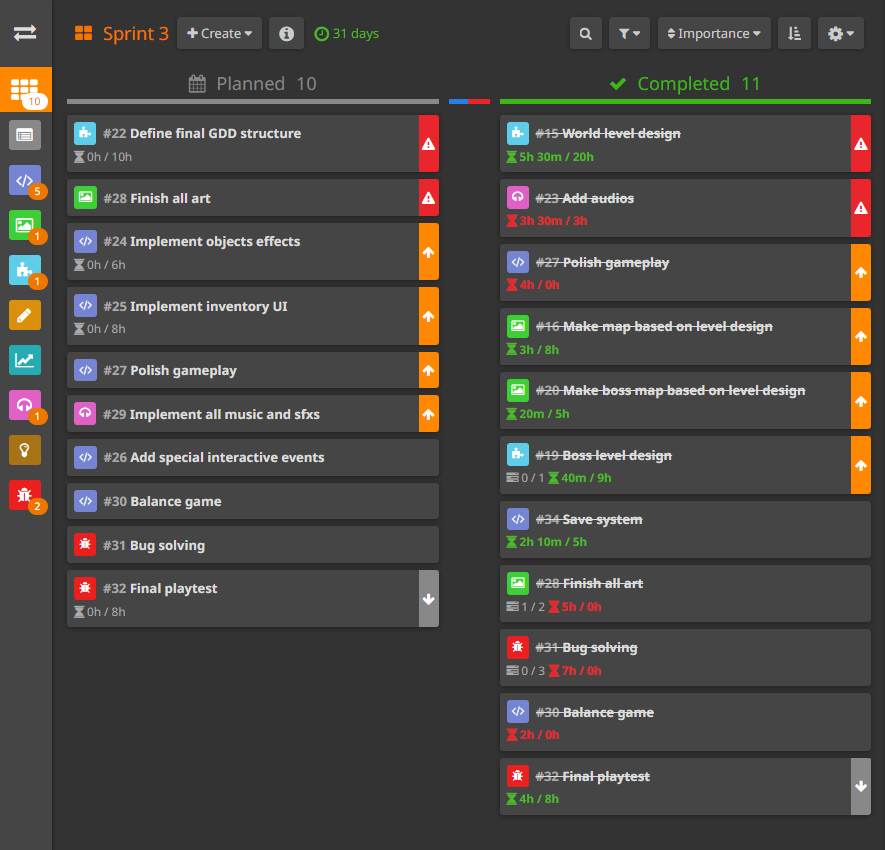 Sprint 3
Create
31 days
Importance
10
5
1
1
1
2
Planned 10
#22 Define final GDD structure
0h / 10h
#28 Finish all art
#24 Implement objects effects
0h / 6h
#25 Implement inventory UI
0h / 8h
#27 Polish gameplay
#29 Implement all music and sfxs
#26 Add special interactive events
#30 Balance game
#31 Bug solving
#32 Final playtest
0h / 8h
Completed 11
#15 World level design
5h 30m / 20h
#23 Add audios
3h 30m / 3h
#27 Polish gameplay
4h / 0h
#16 Make map based on level design
3h / 8h
#20 Make boss map based on level design
20m / 5h
#19 Boss level design
0 / 1 40m / 9h
#34 Save system
2h 10m / 5h
#28 Finish all art
1 / 2 5h / 0h
#31 Bug solving
0 / 3 7h / 0h
#30 Balance game
2h / 0h
#32 Final playtest
4h / 8h